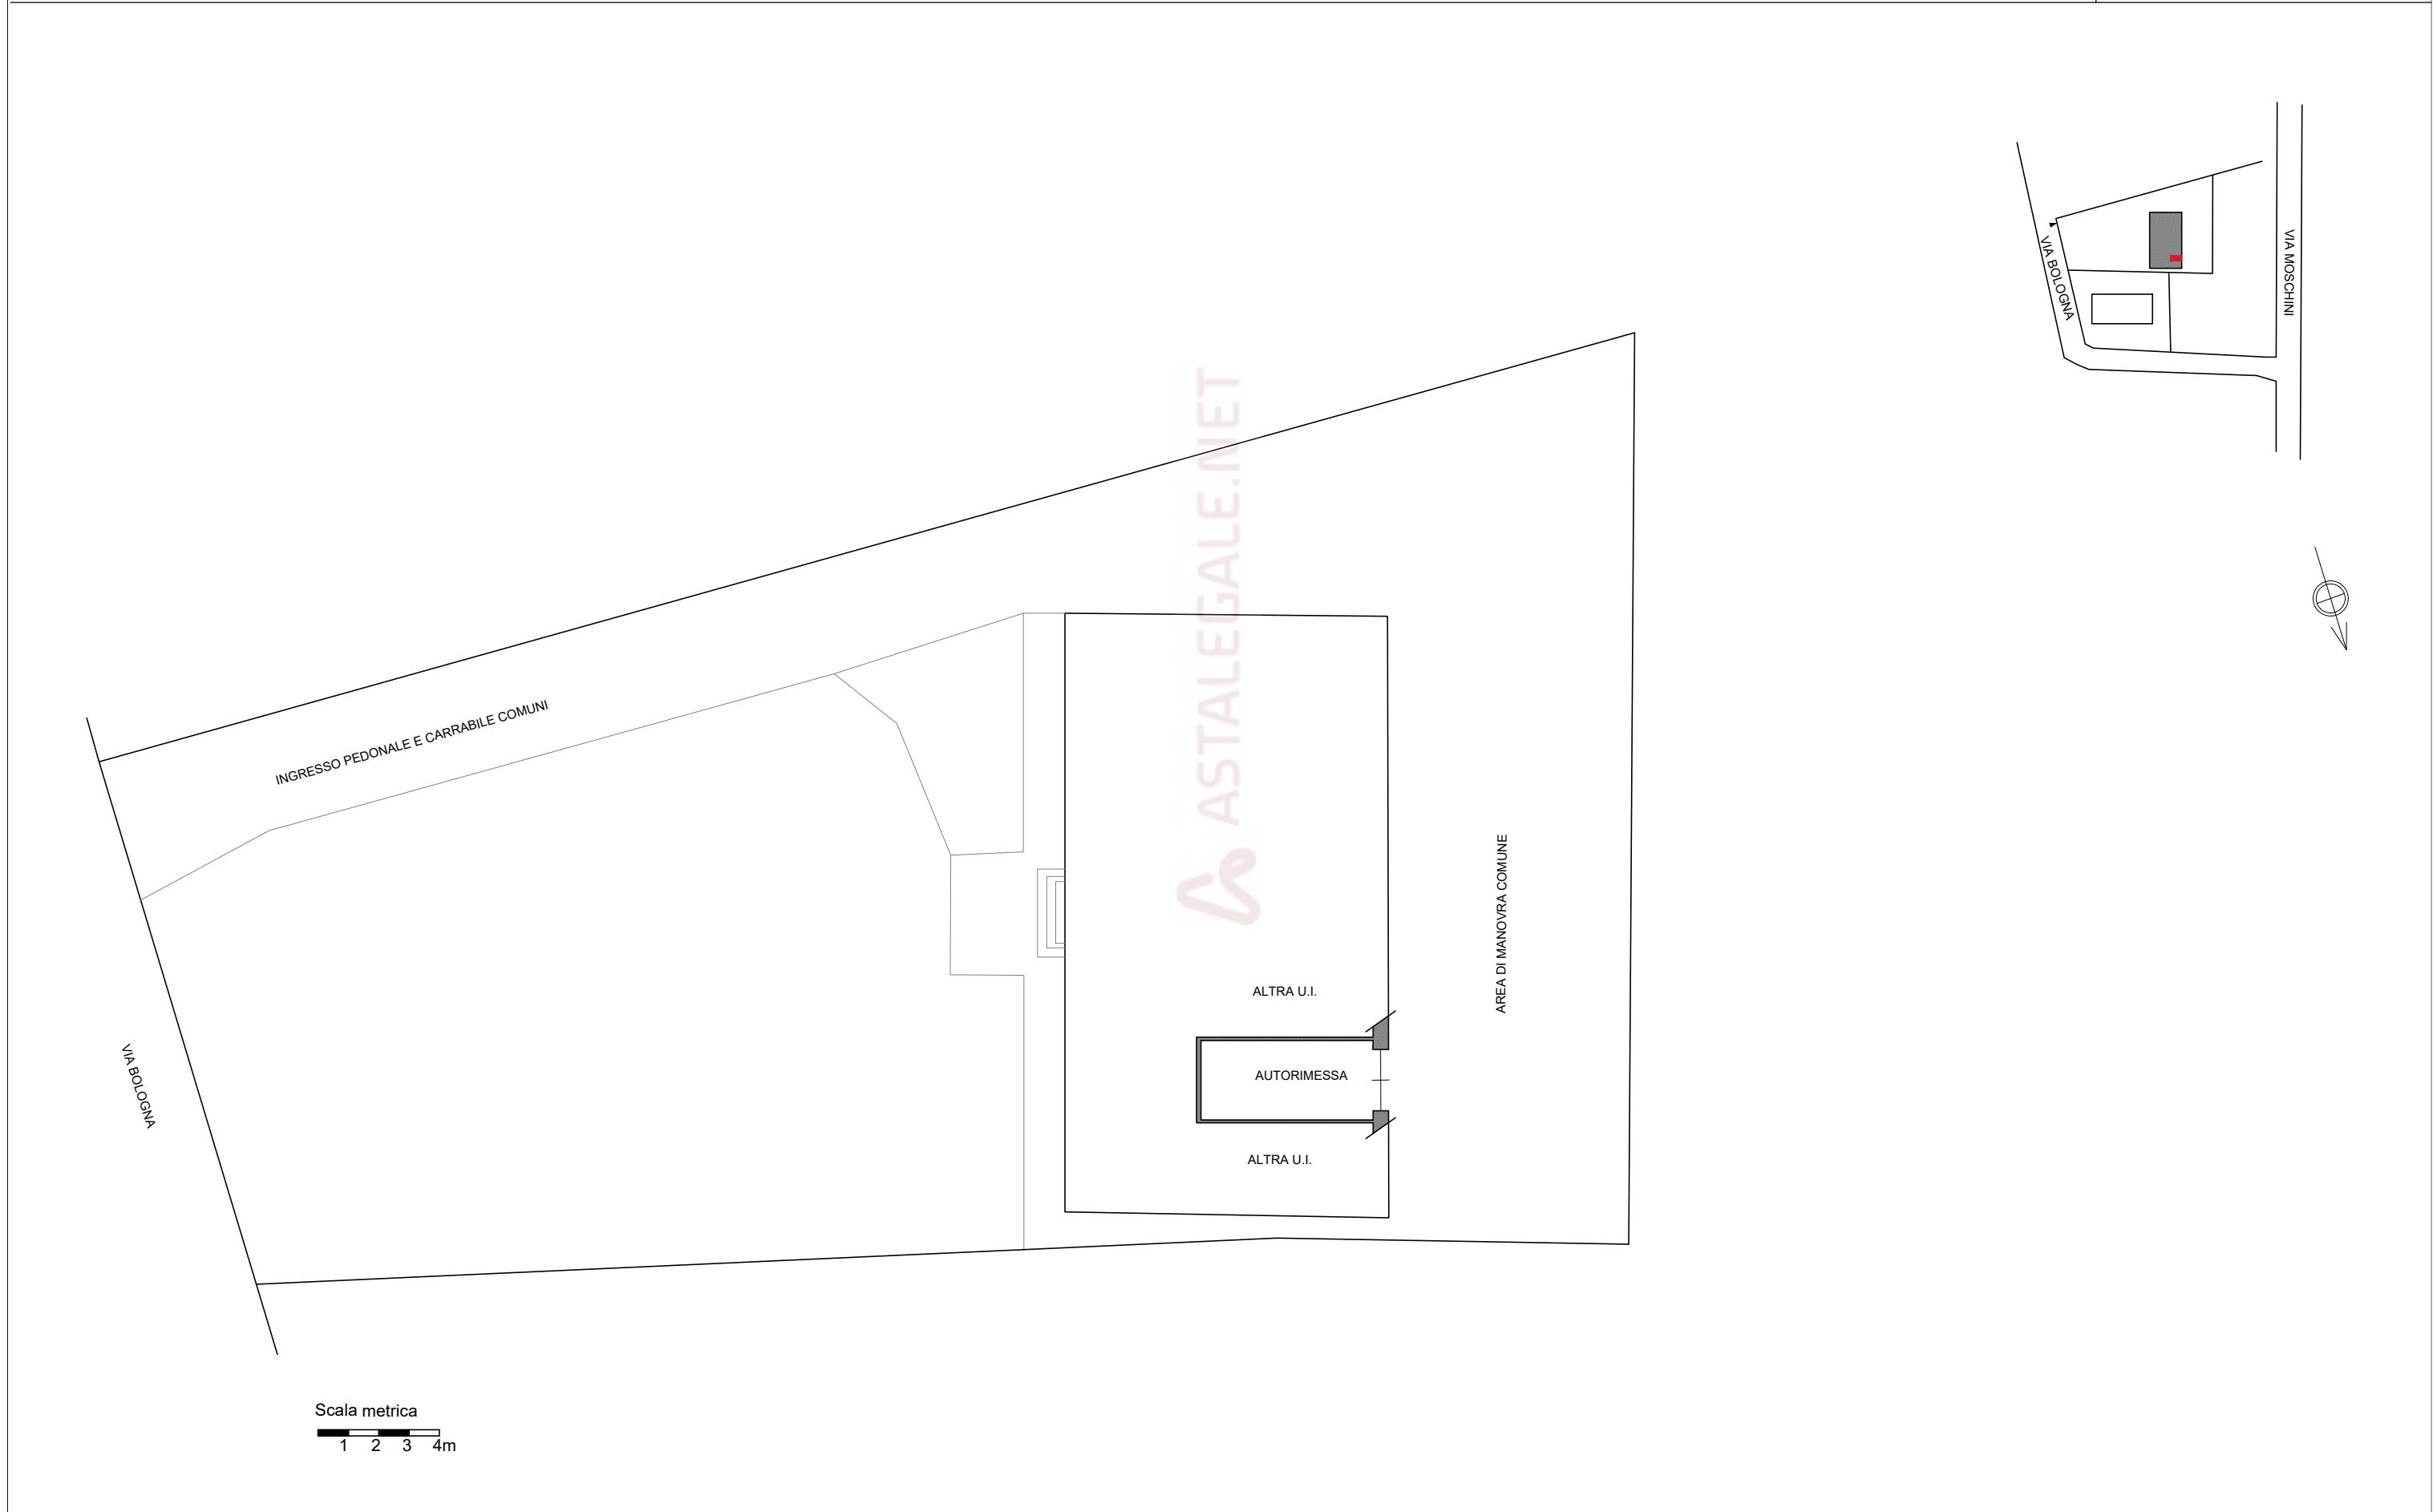 VIA BOLOGNA
VIA MOSCHINI
ASTALEGALE.NET
INGRESSO PEDONALE E CARRABILE COMUNI
AREA DI MANOVRA COMUNE
ALTRA U.I.
AUTORIMESSA
ALTRA U.I.
VIA BOLOGNA
Scala metrica
1 2 3 4m